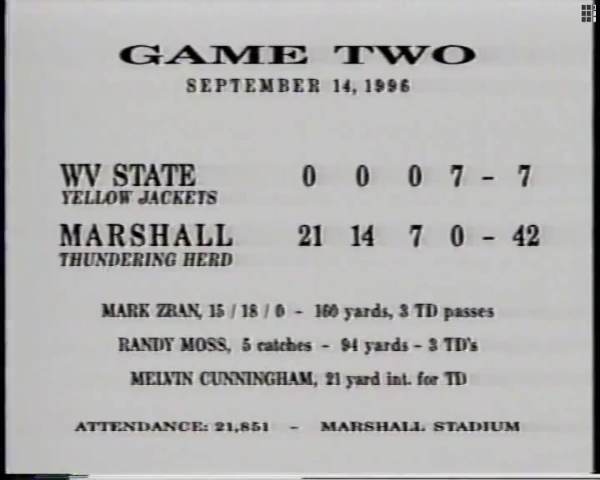 GAME TWO
SEPTEMBER 14, 1996
WV STATE 0 0 0 7 - 7
YELLOW JACKETS
MARSHALL 21 14 7 0 - 42
THUNDERING HERD
MARK ZBAN, 15 / 18 / 0 - 160 yards, 3 TD passes
RANDY MOSS, 5 catches - 94 yards - 3 TD's
MELVIN CUNNINGHAM, 21 yard int. for TD
ATTENDANCE: 21,851 - MARSHALL STADIUM